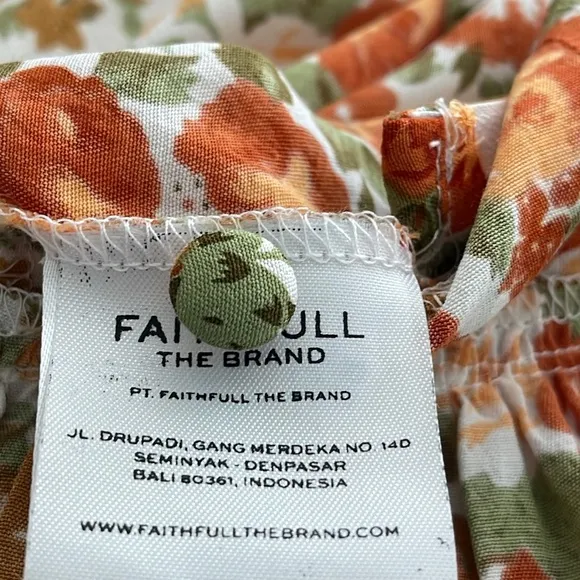 FAITHFULL
THE BRAND
PT. FAITHFULL THE BRAND
JL. DRUPADI, GANG MERDEKA NO. 14D
SEMINYAK - DENPASAR
BALI 80361, INDONESIA
WWW.FAITHFULLTHEBRAND.COM